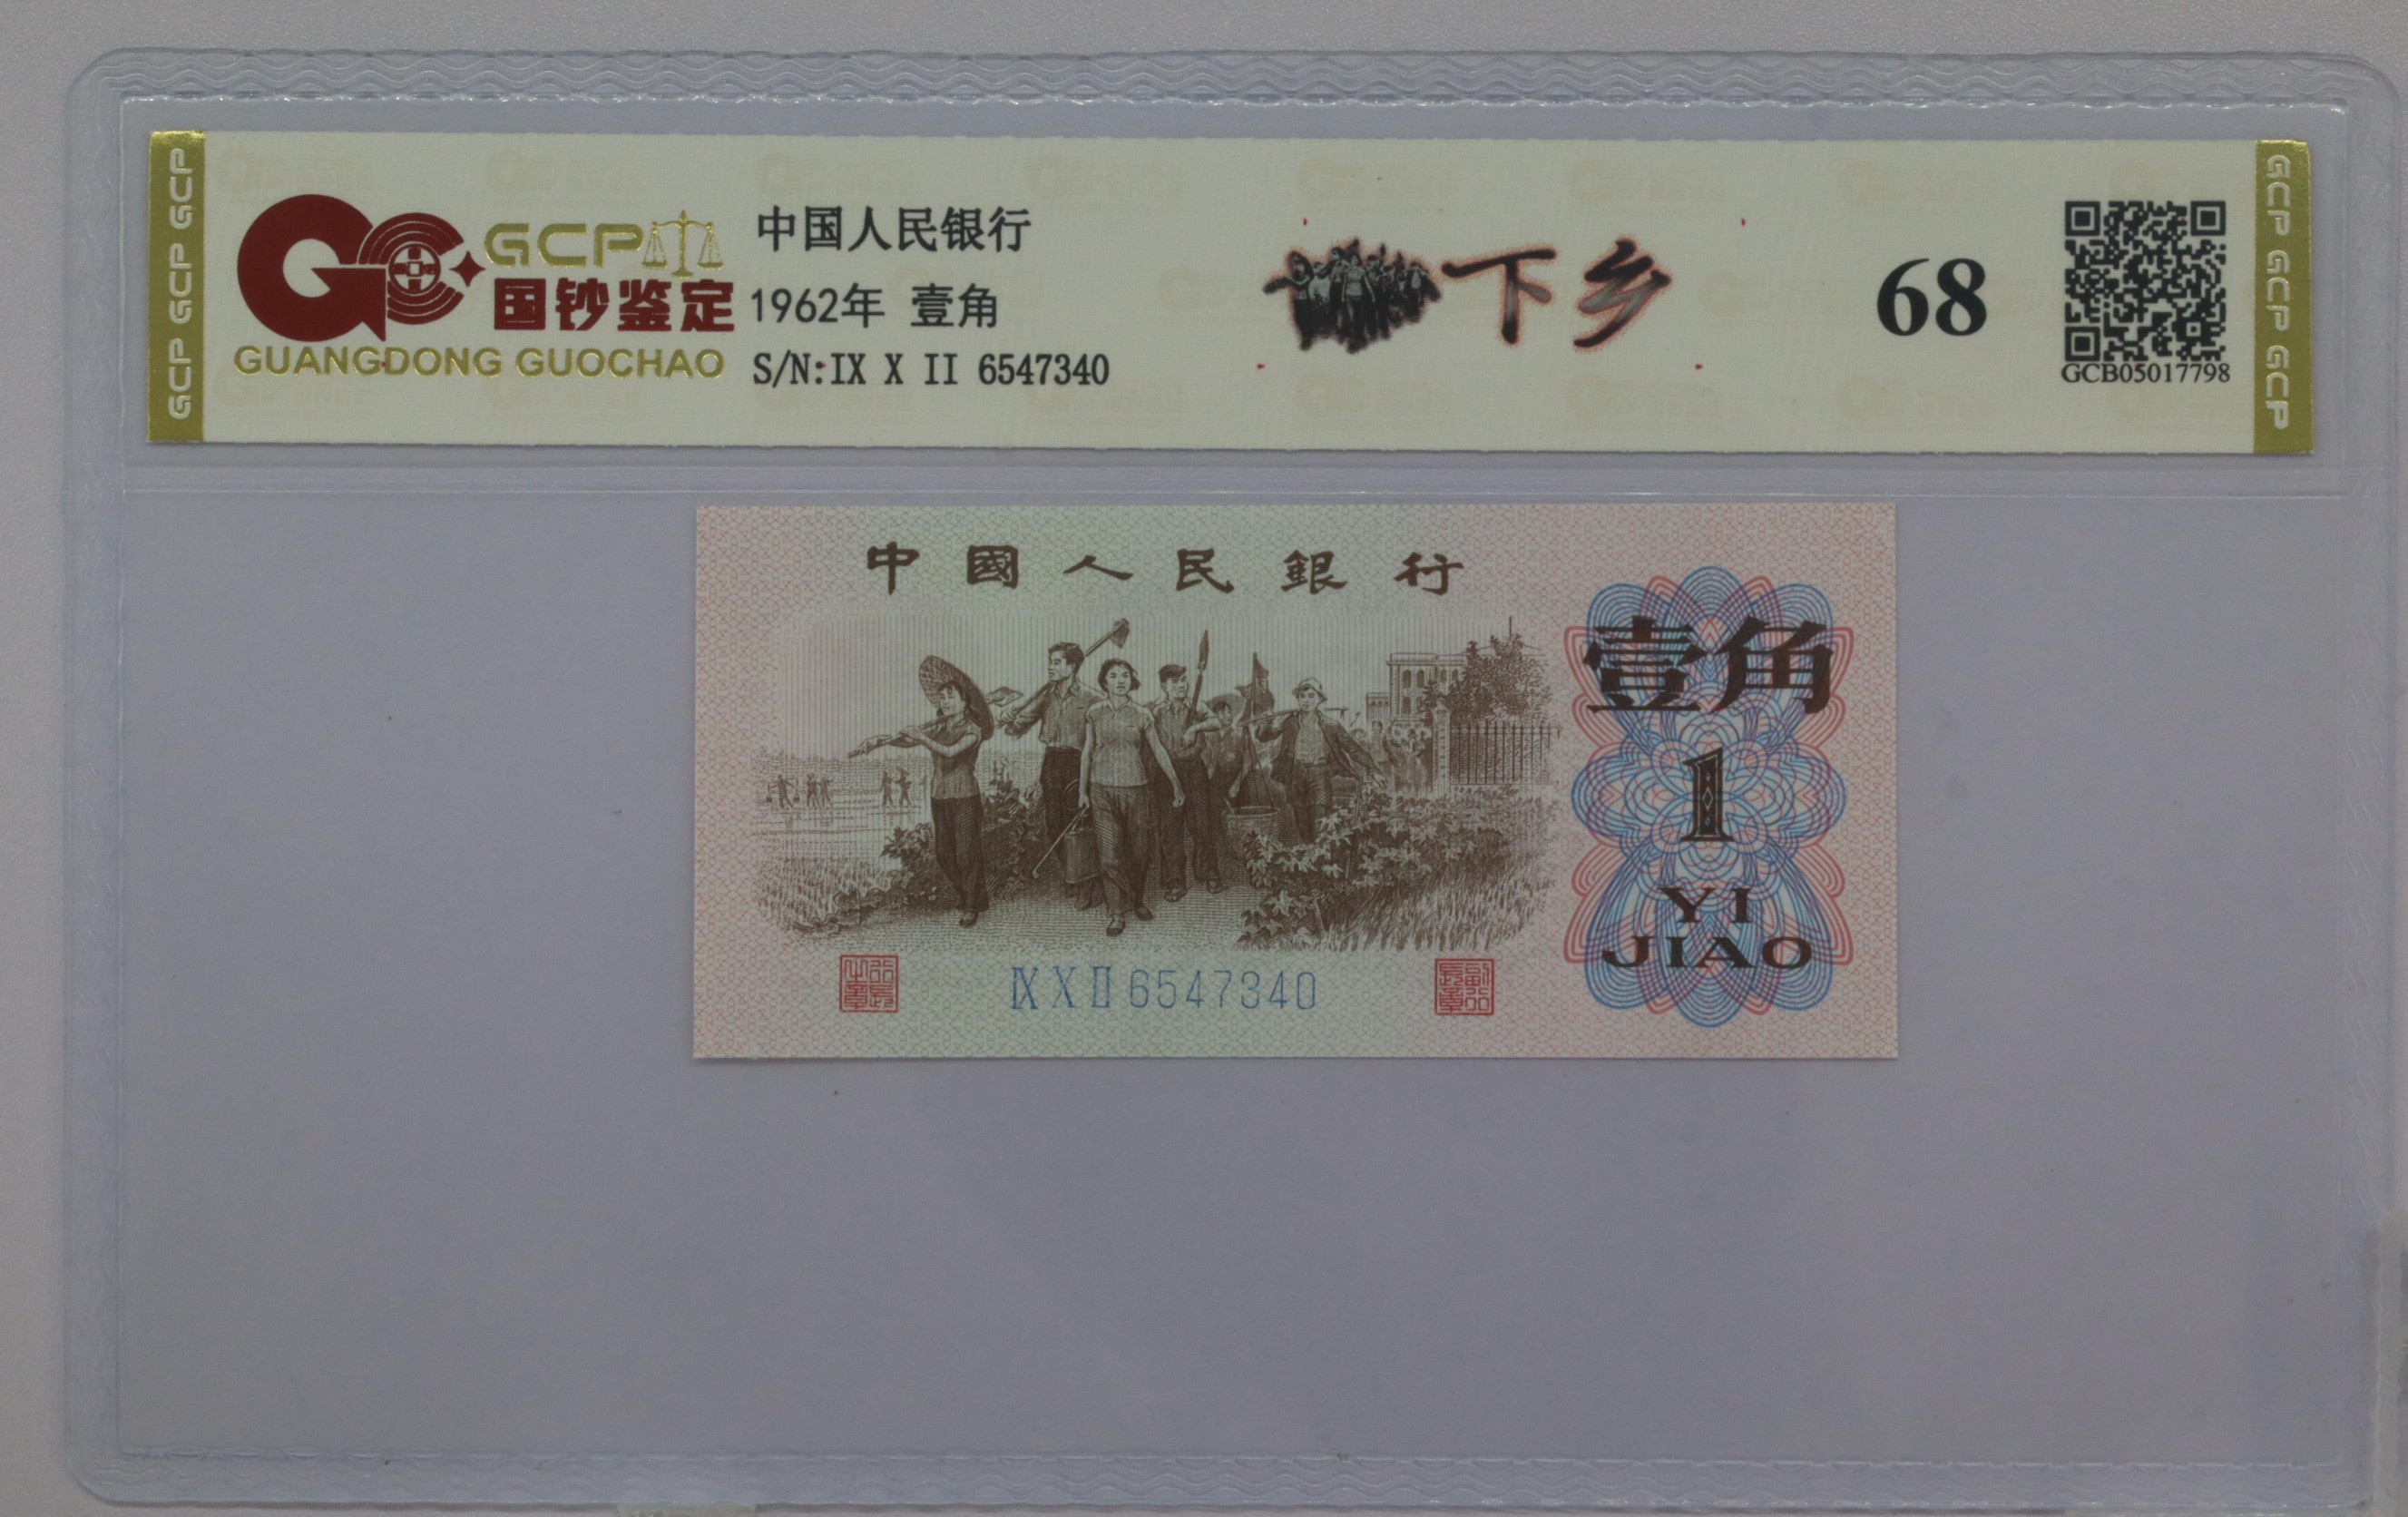 GCP GCP GCP
GCP
国钞鉴定
GUANGDONG GUOCHAO
中国人民银行
1962年 壹角
S/N:IX X II 6547340
下乡
68
GCB05017798
GCP GCP GCP
中國人民銀行
壹角
1
YI
JIAO
IX X II 6547340